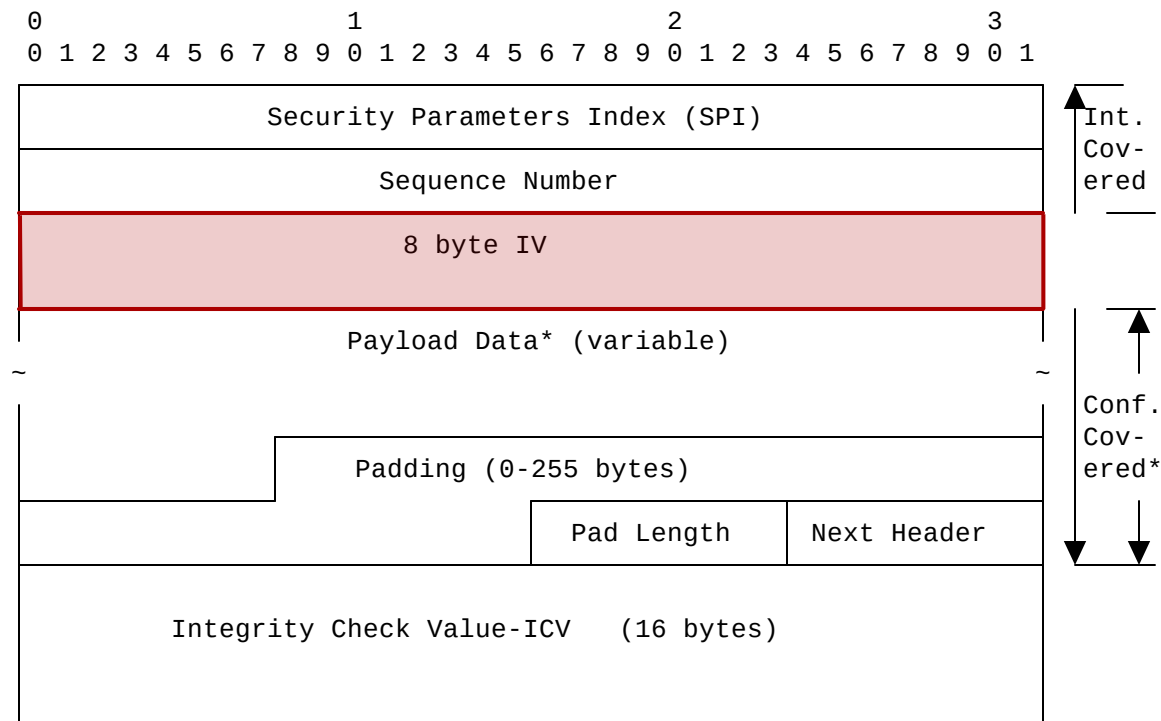 0 1 2 3
0 1 2 3 4 5 6 7 8 9 0 1 2 3 4 5 6 7 8 9 0 1 2 3 4 5 6 7 8 9 0 1
Security Parameters Index (SPI)
Sequence Number
8 byte IV
Payload Data* (variable)
~ ~
Padding (0-255 bytes)
Pad Length Next Header
Integrity Check Value-ICV (16 bytes)
Int.
Cov-
ered
Conf.
Cov-
ered*